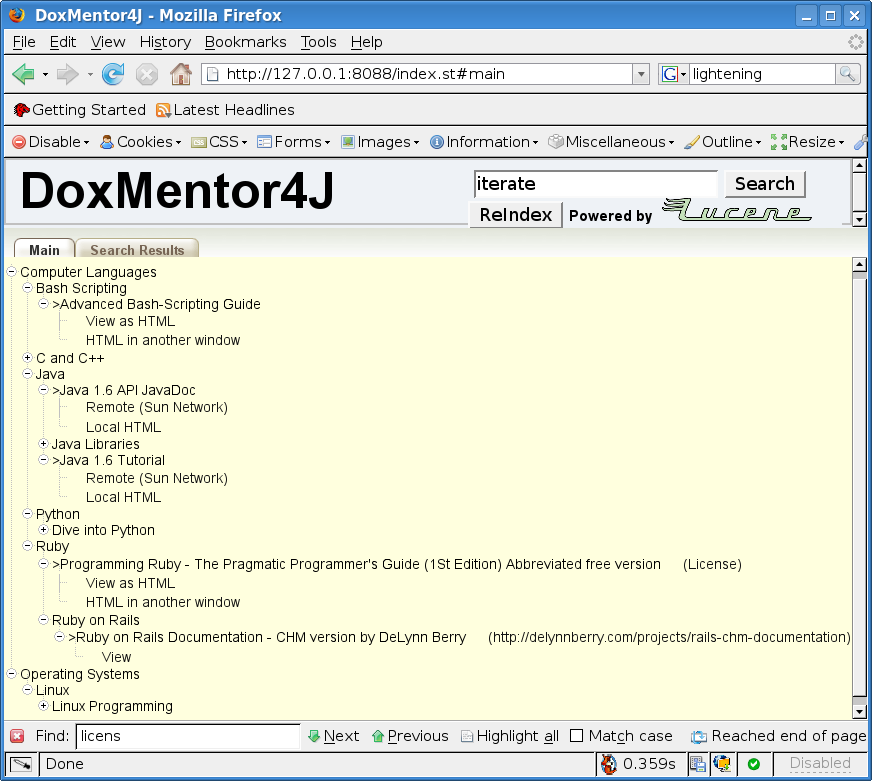 DoxMentor4J - Mozilla Firefox
File Edit View History Bookmarks Tools Help
http://127.0.0.1:8088/index.st#main G lightening
Getting Started Latest Headlines
Disable Cookies CSS Forms Images Information Miscellaneous Outline Resize
DoxMentor4J
iterate Search
ReIndex Powered by Lucene
Main Search Results
Computer Languages
Bash Scripting
>Advanced Bash-Scripting Guide
View as HTML
HTML in another window
C and C++
Java
>Java 1.6 API JavaDoc
Remote (Sun Network)
Local HTML
Java Libraries
>Java 1.6 Tutorial
Remote (Sun Network)
Local HTML
Python
Dive into Python
Ruby
>Programming Ruby - The Pragmatic Programmer's Guide (1St Edition) Abbreviated free version (License)
View as HTML
HTML in another window
Ruby on Rails
>Ruby on Rails Documentation - CHM version by DeLynn Berry (http://delynnberry.com/projects/rails-chm-documentation)
View
Operating Systems
Linux
Linux Programming
Find: licens Next Previous Highlight all Match case Reached end of page
Done 0.359s Disabled